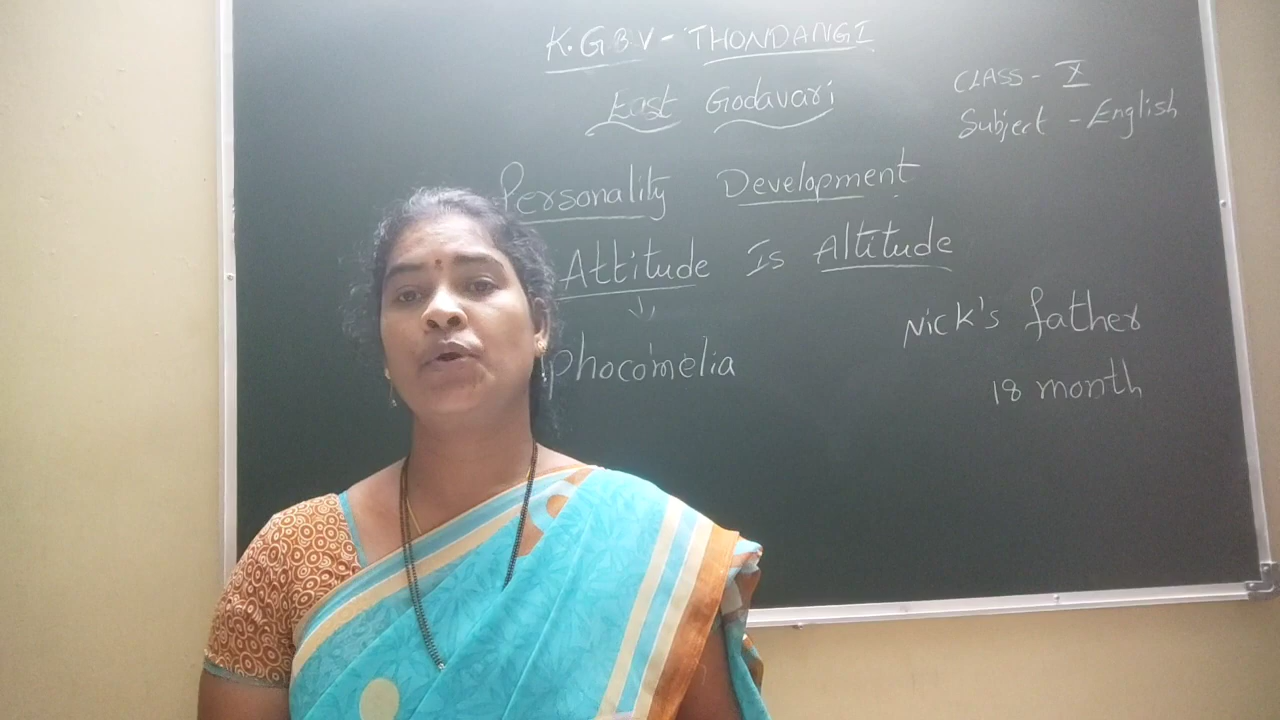 K.G.B.V - THONDANGI
East Godavari
CLASS - X
Subject - English
Personality Development
Attitude Is Altitude
phocomelia
Nick's father
18 month